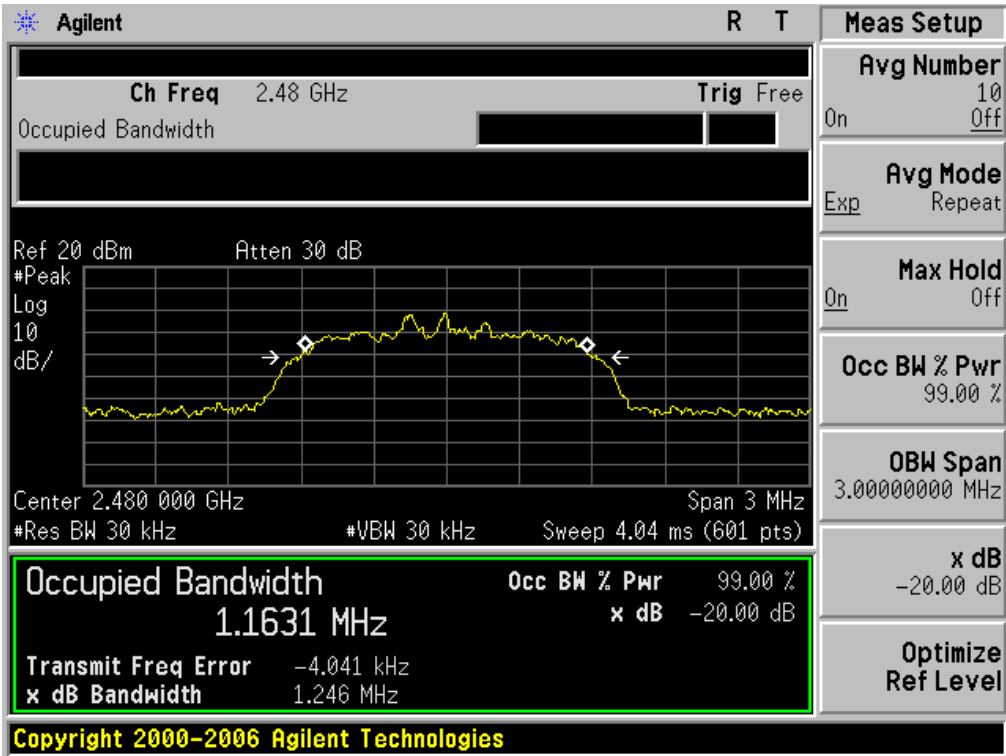 Agilent R T
Ch Freq 2.48 GHz Trig Free
Occupied Bandwidth
Ref 20 dBm Atten 30 dB
#Peak
Log
10
dB/
Center 2.480 000 GHz Span 3 MHz
#Res BW 30 kHz #VBW 30 kHz Sweep 4.04 ms (601 pts)
Occupied Bandwidth
1.1631 MHz
Occ BW % Pwr 99.00 %
x dB -20.00 dB
Transmit Freq Error -4.041 kHz
x dB Bandwidth 1.246 MHz
Copyright 2000-2006 Agilent Technologies
Meas Setup
Avg Number
10
On Off
Avg Mode
Exp Repeat
Max Hold
On Off
Occ BW % Pwr
99.00 %
OBW Span
3.00000000 MHz
x dB
-20.00 dB
Optimize
Ref Level